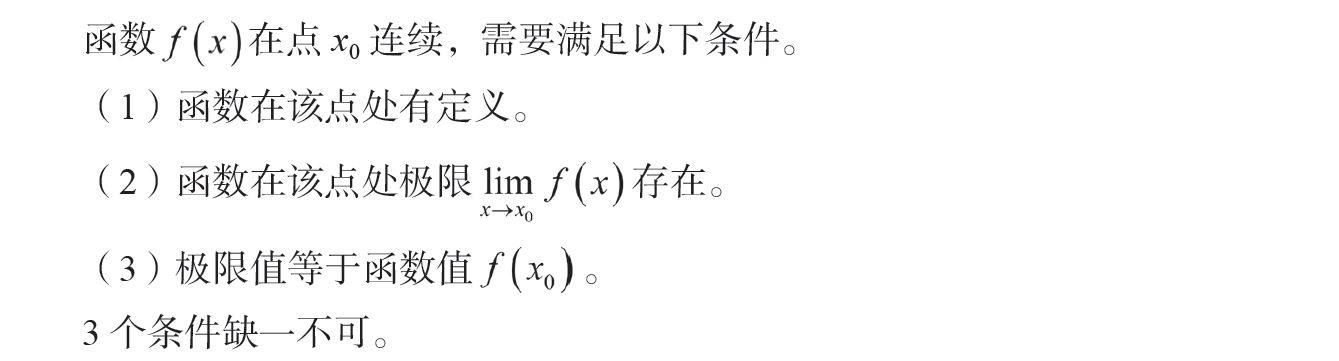 函数 f(x) 在点 x₀ 连续，需要满足以下条件。
（1）函数在该点处有定义。
（2）函数在该点处极限 lim f(x) 存在。
x→x₀
（3）极限值等于函数值 f(x₀)。
3 个条件缺一不可。